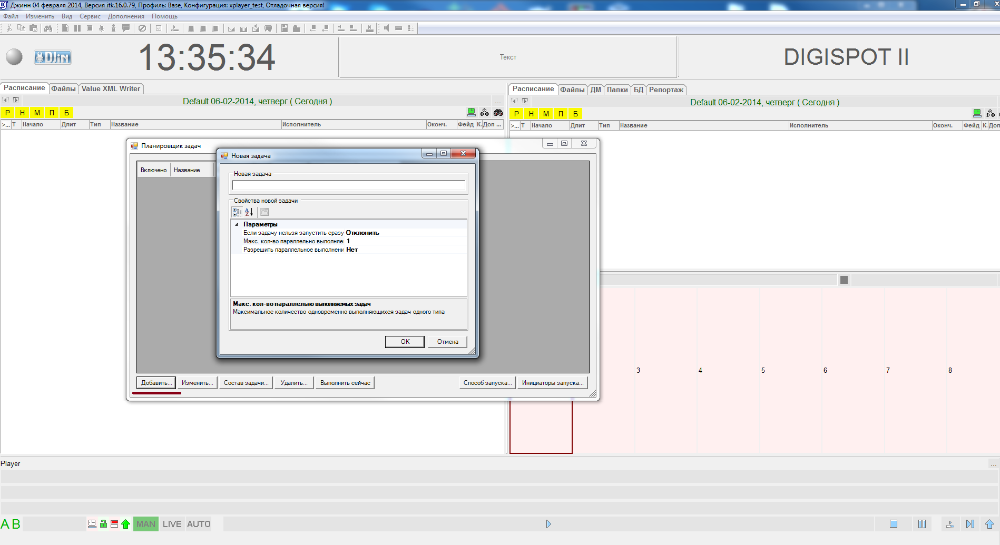 Джинн 04 февраля 2014, Версия itk.16.0.79, Профиль: Base, Конфигурация: xplayer_test, Отладочная версия!
Файл Изменить Вид Сервис Дополнения Помощь
DJin
13:35:34
Текст
DIGISPOT II
Расписание Файлы Value XML Writer
Default 06-02-2014, четверг ( Сегодня )
...
Р Н М П Б
>... Т Начало Длит Тип Название Исполнитель Оконч. Фейд К. Доп ...
Расписание Файлы ДМ Папки БД Репортаж
Default 06-02-2014, четверг ( Сегодня )
Р Н М П Б
>... Т Начало Длит Тип Название Исполнитель Оконч. Фейд К. Доп
Планировщик задач
Включено Название
Новая задача
Новая задача
Свойства новой задачи
Параметры
Если задачу нельзя запустить сразу Отклонить
Макс. кол-во параллельно выполняе 1
Разрешить параллельное выполнени Нет
Макс. кол-во параллельно выполняемых задач
Максимальное количество одновременно выполняющихся задач одного типа
OK Отмена
Добавить... Изменить... Состав задачи... Удалить... Выполнить сейчас Способ запуска... Инициаторы запуска...
3 4 5 6 7 8
Player
...
A B MAN LIVE AUTO